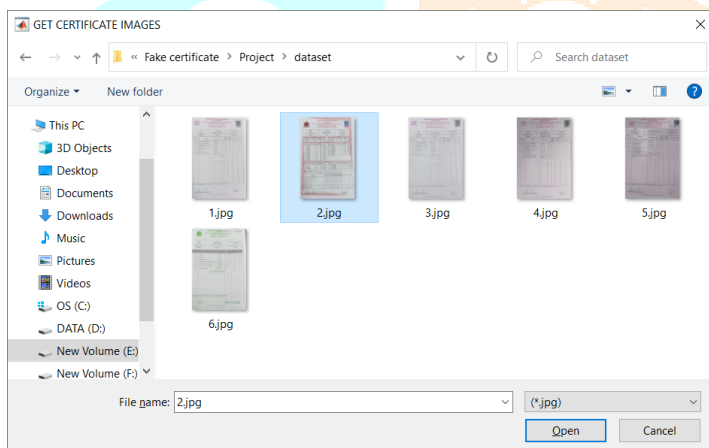 GET CERTIFICATE IMAGES
« Fake certificate > Project > dataset
Search dataset
Organize
New folder
This PC
3D Objects
Desktop
Documents
Downloads
Music
Pictures
Videos
OS (C:)
DATA (D:)
New Volume (E:)
New Volume (F:)
1.jpg
2.jpg
3.jpg
4.jpg
5.jpg
6.jpg
File name: 2.jpg
(*.jpg)
Open
Cancel